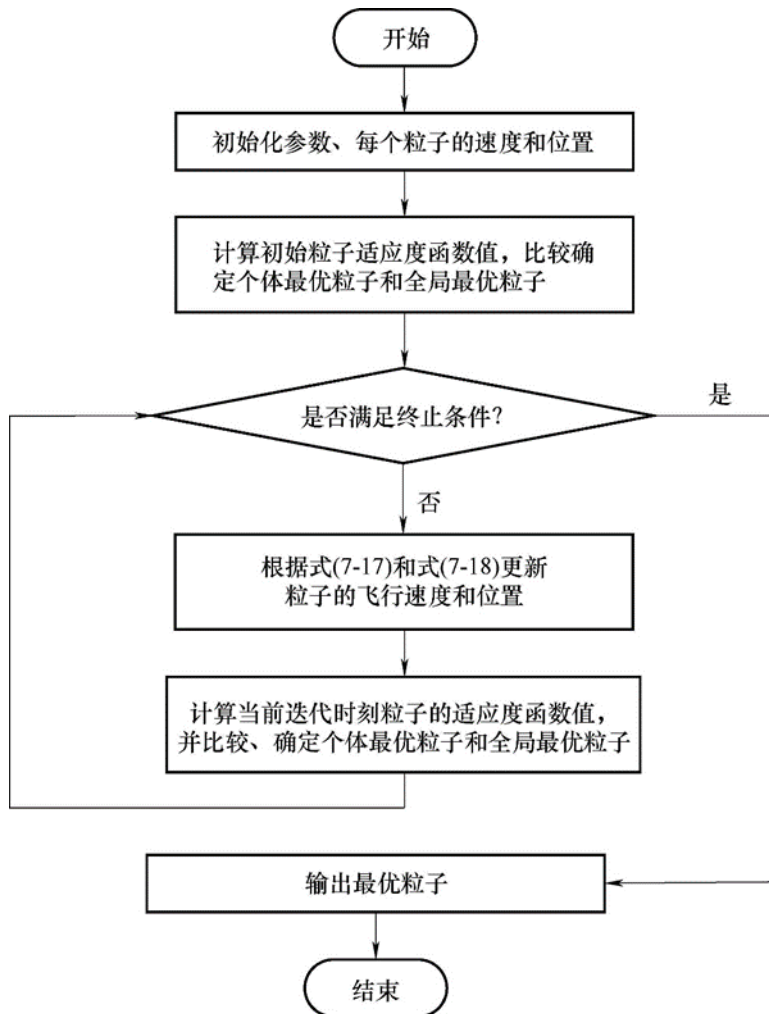 开始
初始化参数、每个粒子的速度和位置
计算初始粒子适应度函数值，比较确
定个体最优粒子和全局最优粒子
是否满足终止条件?
是
否
根据式(7-17)和式(7-18)更新
粒子的飞行速度和位置
计算当前迭代时刻粒子的适应度函数值，
并比较、确定个体最优粒子和全局最优粒子
输出最优粒子
结束